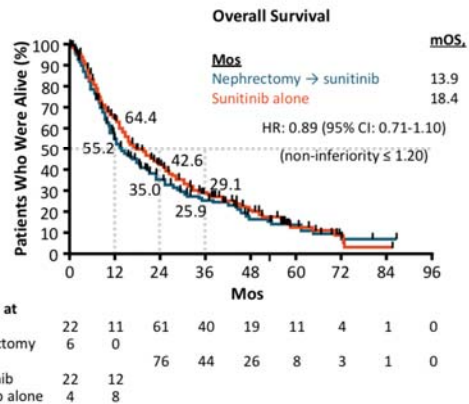 Overall Survival
mOS,
Mos
Nephrectomy → sunitinib 13.9
Sunitinib alone 18.4
HR: 0.89 (95% CI: 0.71-1.10)
(non-inferiority ≤ 1.20)
Patients Who Were Alive (%)
100
90
80
70
60
50
40
30
20
10
0
64.4
55.2
42.6
35.0
29.1
25.9
0 12 24 36 48 60 72 84 96
Mos
at
22 11 61 40 19 11 4 1 0
ctomy 6 0
76 44 26 8 3 1 0
nib 22 12
b alone 4 8